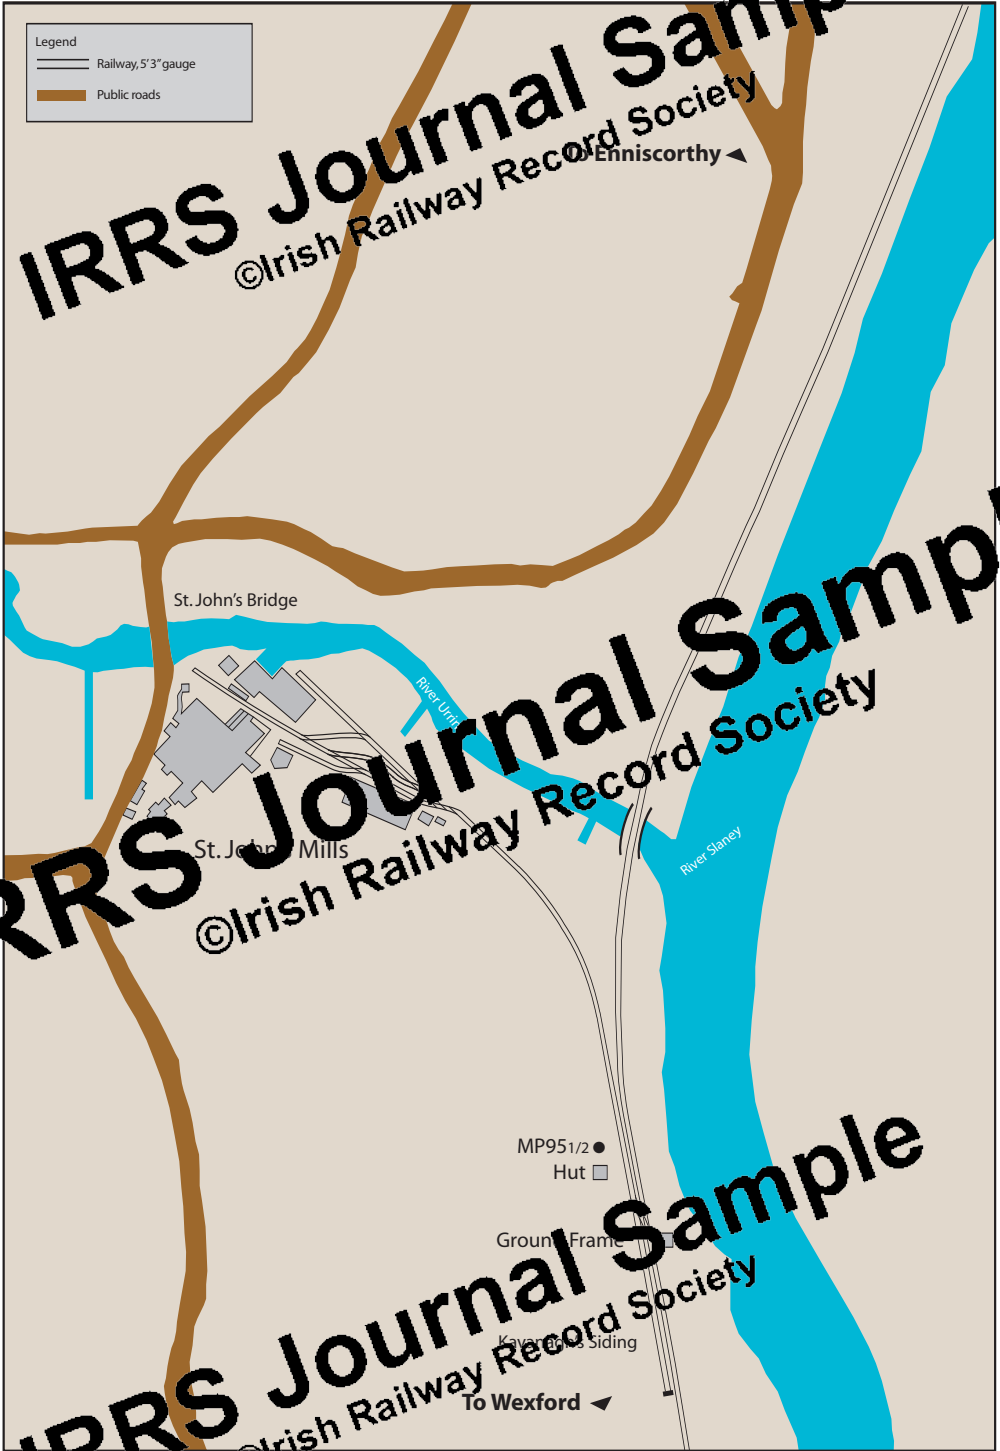 Legend
Railway, 5' 3" gauge
Public roads
IRRS Journal Samp
©Irish Railway Record Society
To Enniscorthy
St. John's Bridge
River Urrin
IRRS Journal Sampl
©Irish Railway Record Society
St. John's Mills
River Slaney
MP95 1/2
Hut
Ground Frame
IRRS Journal Sample
©Irish Railway Record Society
Kavanagh's Siding
To Wexford